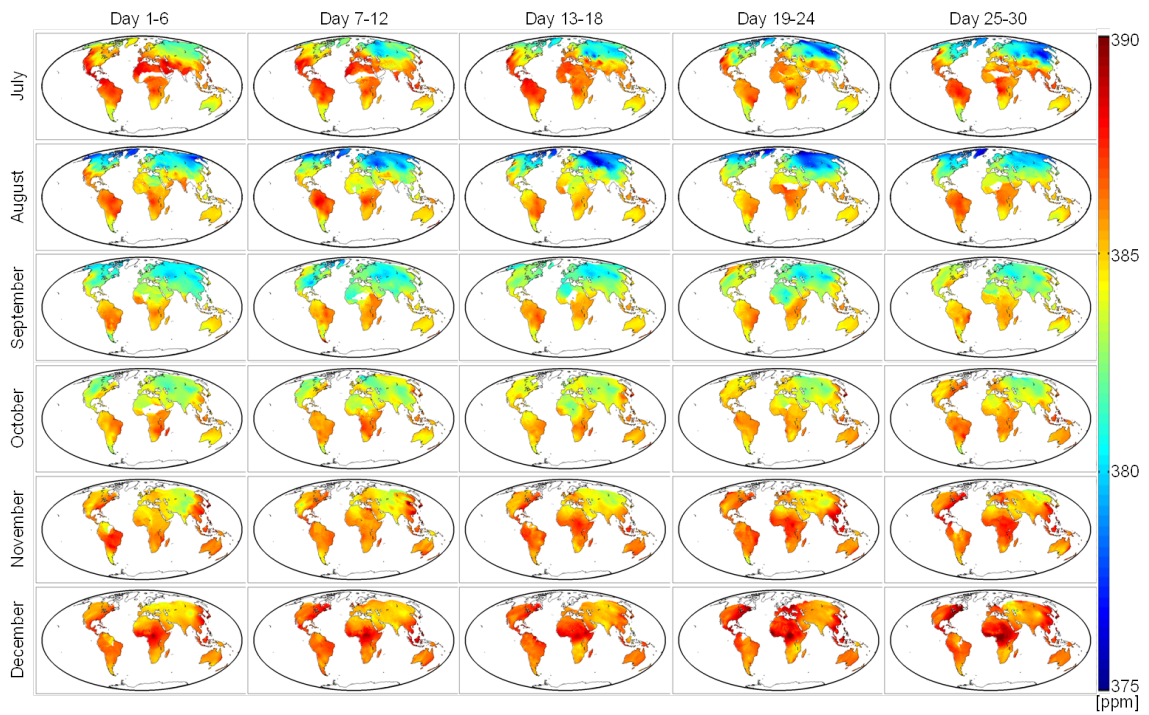 Day 1-6 Day 7-12 Day 13-18 Day 19-24 Day 25-30
July
August
September
October
November
December
390
385
380
375
[ppm]